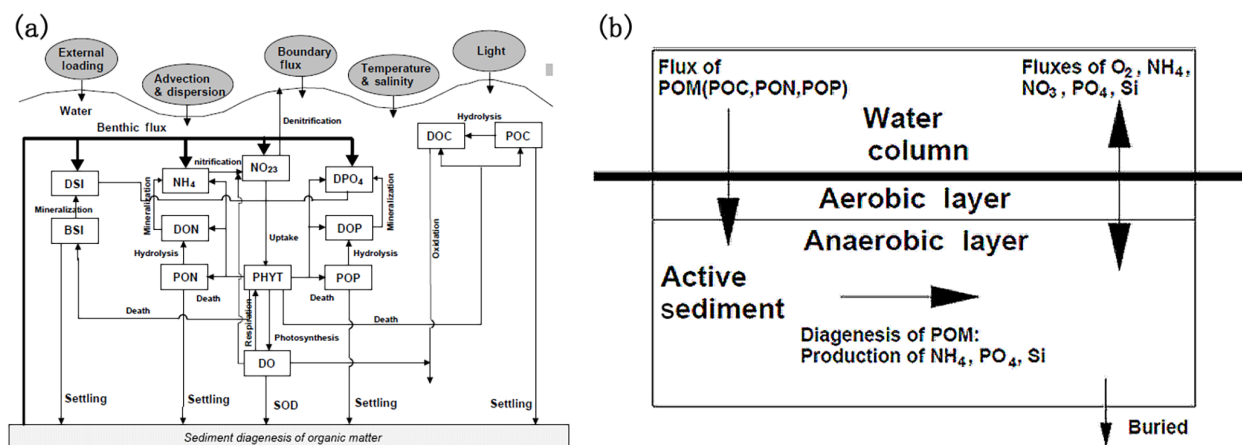 (a)
External
loading
Boundary
flux
Light
Advection
& dispersion
Temperature
& salinity
Water
Benthic flux
Denitrification
Hydrolysis
DOC
POC
nitrification
NO₂₃
DSI
NH₄
DPO₄
Mineralization
Mineralization
Mineralization
BSI
DON
DOP
Oxidation
Hydrolysis
Uptake
Hydrolysis
PON
PHYT
POP
Death
Death
Death
Respiration
Death
Photosynthesis
DO
Settling
Settling
SOD
Settling
Settling
Sediment diagenesis of organic matter
(b)
Flux of
POM(POC,PON,POP)
Fluxes of O₂, NH₄,
NO₃, PO₄, Si
Water
column
Aerobic layer
Anaerobic layer
Active
sediment
Diagenesis of POM:
Production of NH₄, PO₄, Si
Buried